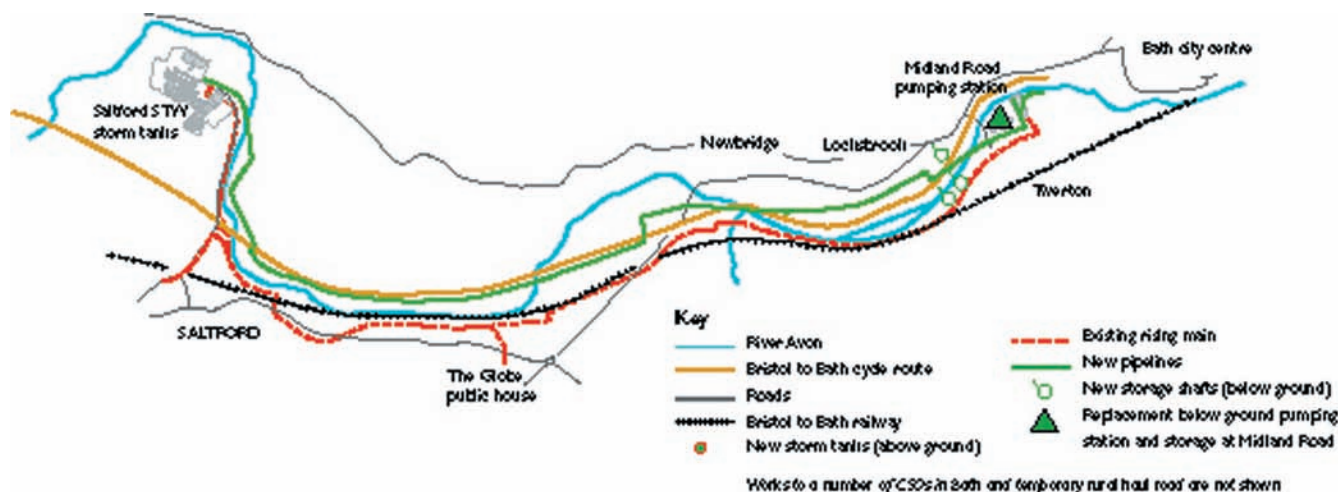 Bath city centre
Midland Road
pumping station
Saltford STW
storm tanks
Newbridge
Locksbrook
Tiverton
SALTFORD
The Globe
public house
Key
River Avon
Bristol to Bath cycle route
Roads
Bristol to Bath railway
New storm tanks (above ground)
Existing rising main
New pipelines
New storage shafts (below ground)
Replacement below ground pumping
station and storage at Midland Road
Works to a number of CSOs in Bath and temporary rural haul road are not shown